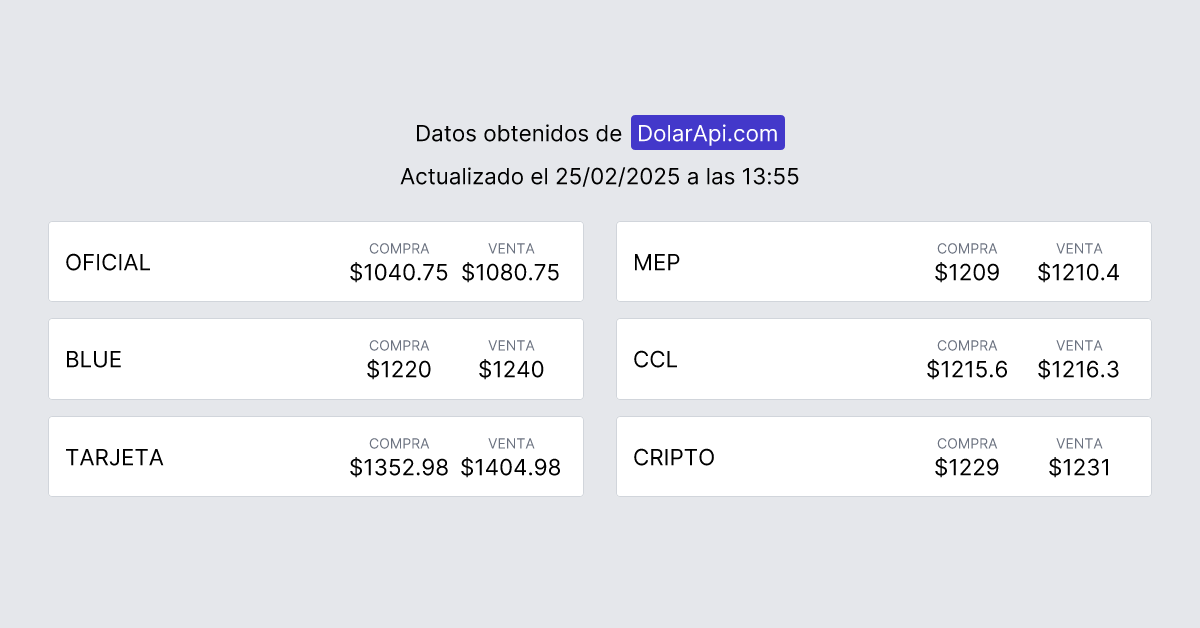 Datos obtenidos de DolarApi.com
Actualizado el 25/02/2025 a las 13:55
OFICIAL
COMPRA VENTA
$1040.75 $1080.75
MEP
COMPRA VENTA
$1209 $1210.4
BLUE
COMPRA VENTA
$1220 $1240
CCL
COMPRA VENTA
$1215.6 $1216.3
TARJETA
COMPRA VENTA
$1352.98 $1404.98
CRIPTO
COMPRA VENTA
$1229 $1231